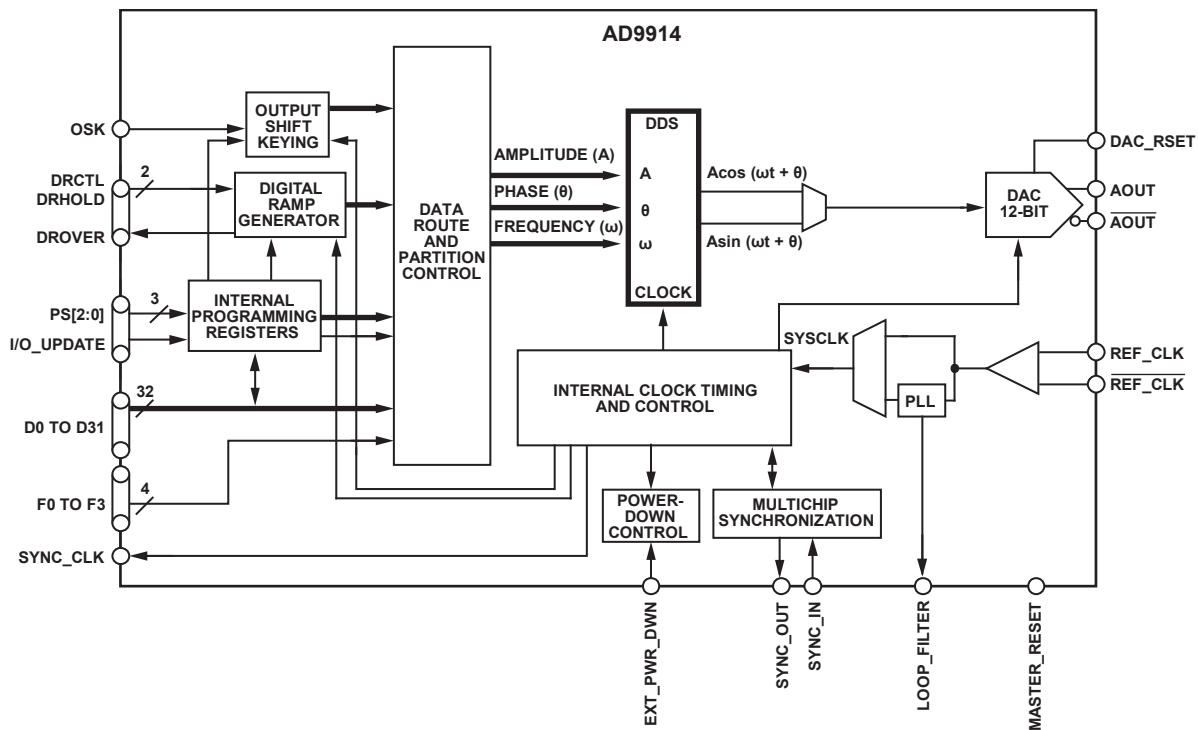 AD9914
OSK
DRCTL
DRHOLD
DROVER
PS[2:0]
I/O_UPDATE
D0 TO D31
F0 TO F3
SYNC_CLK
2
3
32
4
OUTPUT
SHIFT
KEYING
DIGITAL
RAMP
GENERATOR
INTERNAL
PROGRAMMING
REGISTERS
DATA
ROUTE
AND
PARTITION
CONTROL
AMPLITUDE (A)
PHASE (θ)
FREQUENCY (ω)
DDS
A
θ
ω
CLOCK
Acos (ωt + θ)
Asin (ωt + θ)
DAC
12-BIT
DAC_RSET
AOUT
AOUT
SYSCLK
PLL
REF_CLK
REF_CLK
INTERNAL CLOCK TIMING
AND CONTROL
POWER-
DOWN
CONTROL
MULTICHIP
SYNCHRONIZATION
EXT_PWR_DWN
SYNC_OUT
SYNC_IN
LOOP_FILTER
MASTER_RESET